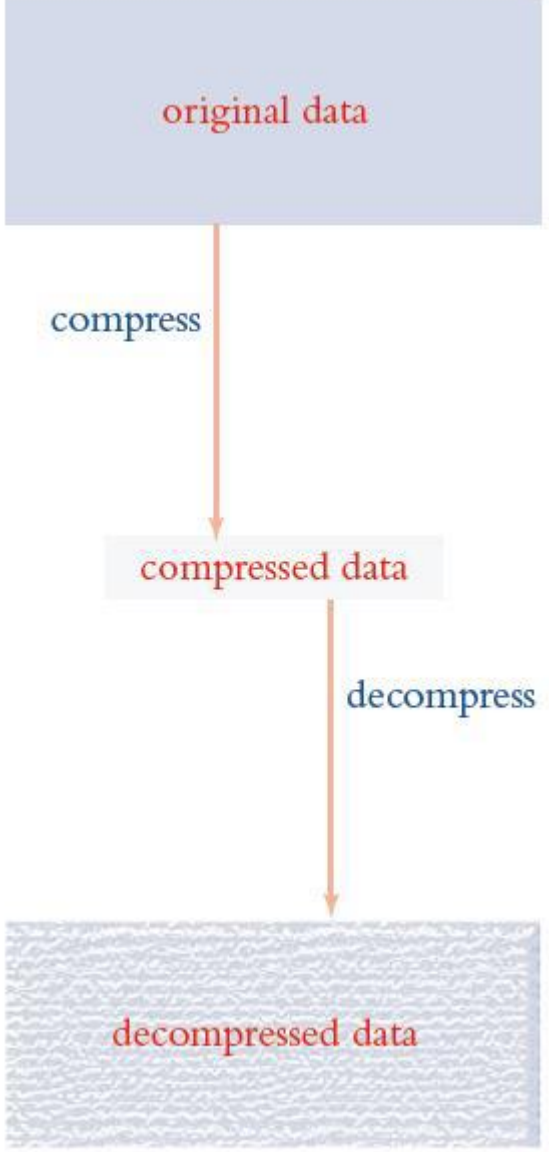 original data
compress
compressed data
decompress
decompressed data